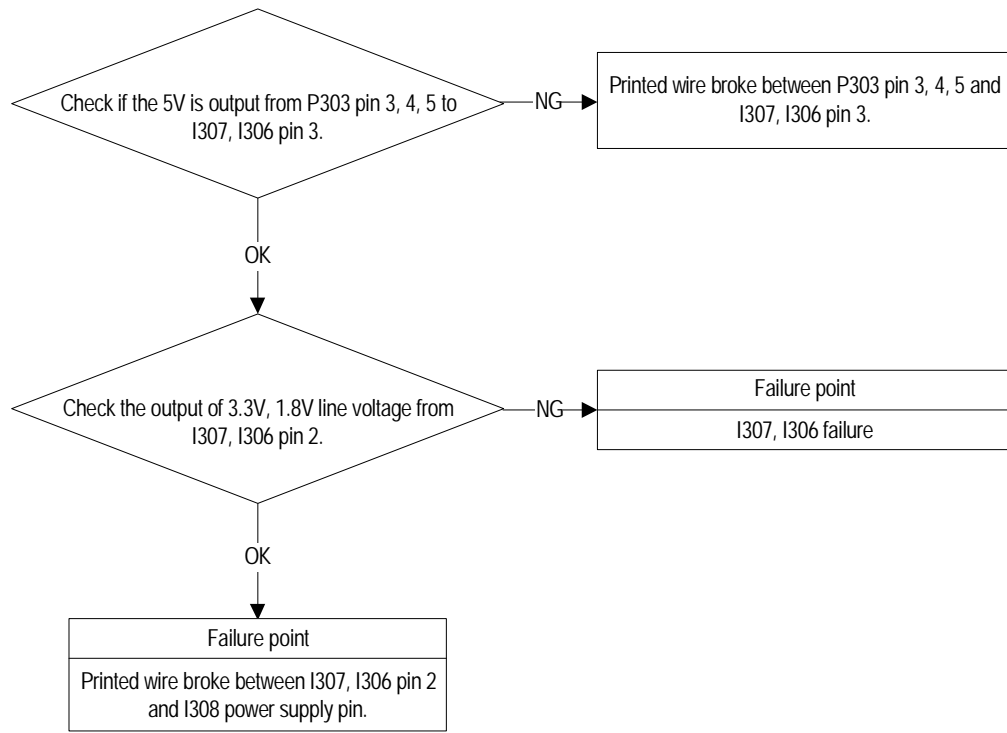 Check if the 5V is output from P303 pin 3, 4, 5 to
I307, I306 pin 3.
NG
Printed wire broke between P303 pin 3, 4, 5 and
I307, I306 pin 3.
OK
Check the output of 3.3V, 1.8V line voltage from
I307, I306 pin 2.
NG
Failure point
I307, I306 failure
OK
Failure point
Printed wire broke between I307, I306 pin 2
and I308 power supply pin.